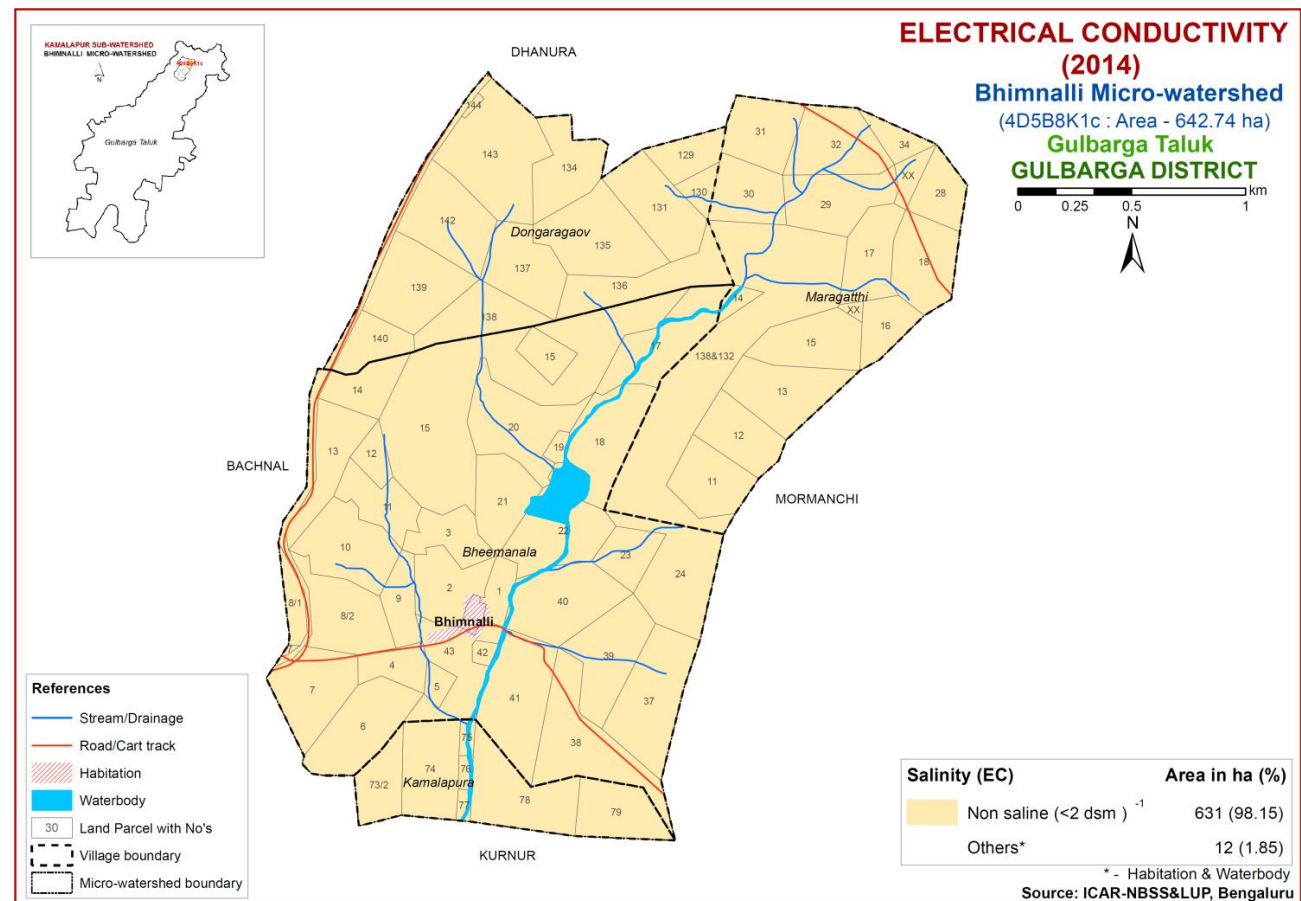 KAMALAPUR SUB-WATERSHED
BHIMNALLI MICRO-WATERSHED
N
Gulbarga Taluk
ELECTRICAL CONDUCTIVITY
(2014)
Bhimnalli Micro-watershed
(4D5B8K1c : Area - 642.74 ha)
Gulbarga Taluk
GULBARGA DISTRICT
km
0 0.25 0.5 1
N
DHANURA
144
143
134
129
130
131
142
Dongaragaov
135
137
136
139
138
140
31
32
34
XX
30
29
28
17
18
14
Maragatthi
XX
16
15
138&132
13
12
11
17
15
14
15
20
19
18
13
12
BACHNAL
MORMANCHI
11
21
22
3
10
Bheemanala
23
24
2
1
40
9
8/1
8/2
Bhimnalli
43
42
39
4
7
5
41
37
6
38
75
74
76
73/2
Kamalapura
77
78
79
KURNUR
References
Stream/Drainage
Road/Cart track
Habitation
Waterbody
30 Land Parcel with No's
Village boundary
Micro-watershed boundary
Salinity (EC) Area in ha (%)
Non saline (<2 dsm ) -1 631 (98.15)
Others* 12 (1.85)
* - Habitation & Waterbody
Source: ICAR-NBSS&LUP, Bengaluru